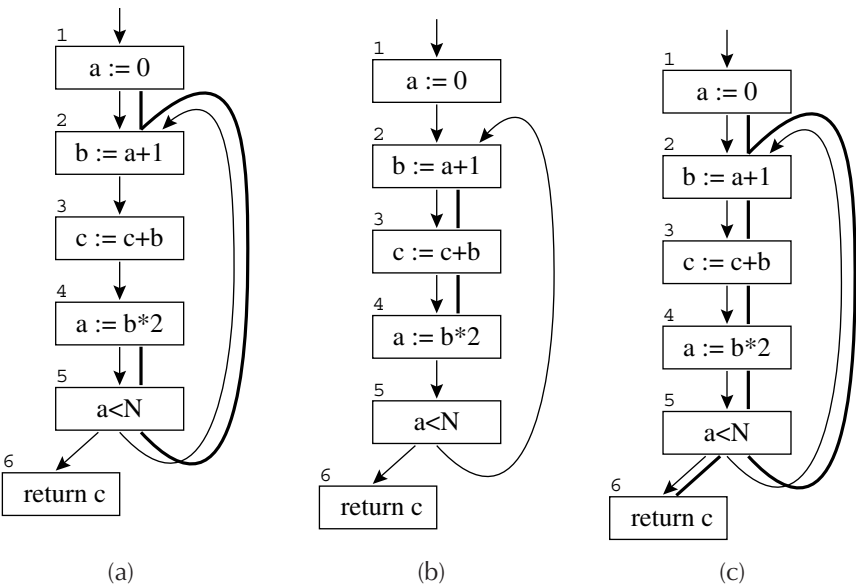 1
a := 0
2
b := a+1
3
c := c+b
4
a := b*2
5
a<N
6
return c
(a)
1
a := 0
2
b := a+1
3
c := c+b
4
a := b*2
5
a<N
6
return c
(b)
1
a := 0
2
b := a+1
3
c := c+b
4
a := b*2
5
a<N
6
return c
(c)